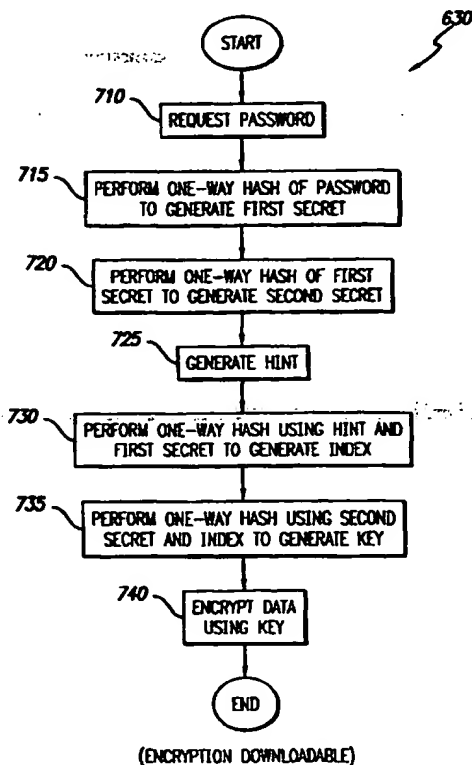 630
START
710
REQUEST PASSWORD
715
PERFORM ONE-WAY HASH OF PASSWORD
TO GENERATE FIRST SECRET
720
PERFORM ONE-WAY HASH OF FIRST
SECRET TO GENERATE SECOND SECRET
725
GENERATE HINT
730
PERFORM ONE-WAY HASH USING HINT AND
FIRST SECRET TO GENERATE INDEX
735
PERFORM ONE-WAY HASH USING SECOND
SECRET AND INDEX TO GENERATE KEY
740
ENCRYPT DATA
USING KEY
END
(ENCRYPTION DOWNLOADABLE)